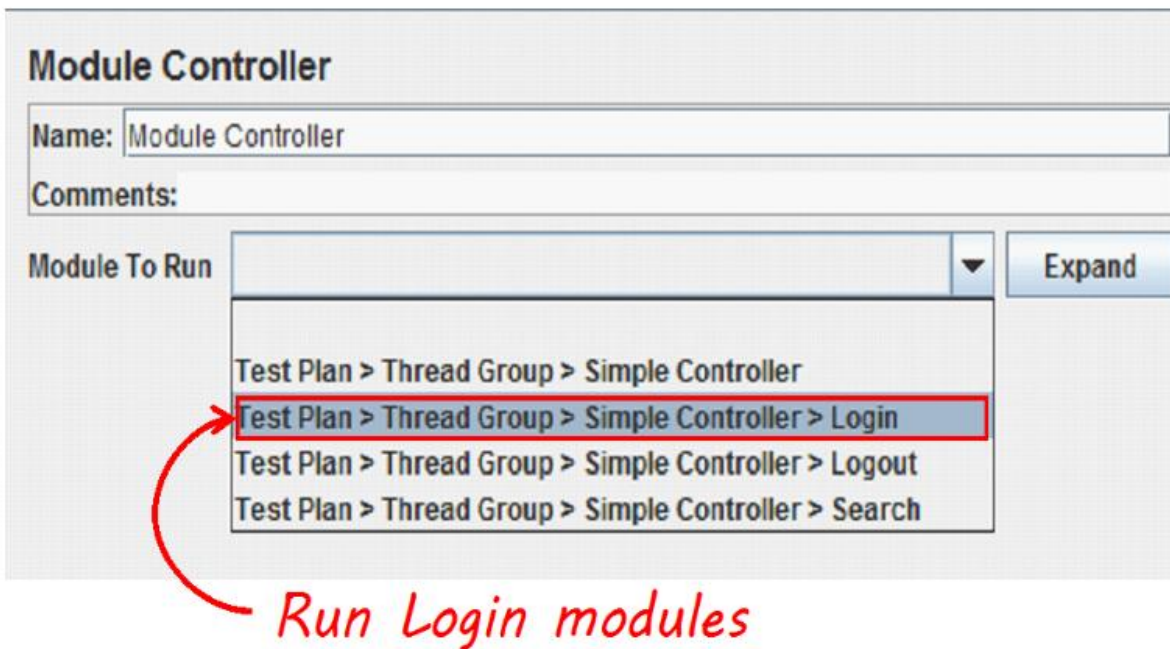 Module Controller
Name: Module Controller
Comments:
Module To Run Expand
Test Plan > Thread Group > Simple Controller
Test Plan > Thread Group > Simple Controller > Login
Test Plan > Thread Group > Simple Controller > Logout
Test Plan > Thread Group > Simple Controller > Search
Run Login modules